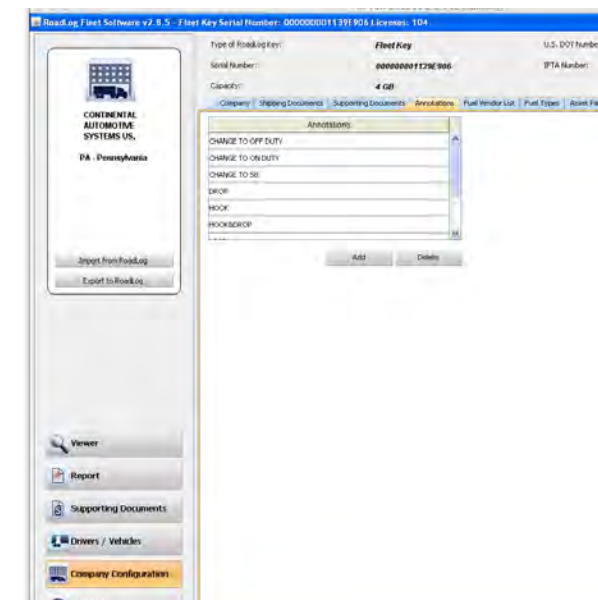 RoadLog Fleet Software v2.8.5 - Fleet Key Serial Number: 000000001139E906 Licenses: 104
Type of RoadLog Key: Fleet Key U.S. DOT Number
Serial Number: 000000001139E906 IFTA Number:
Capacity: 4 GB
Company Shipping Documents Supporting Documents Annotations Fuel Vendor List Fuel Types Asset
CONTINENTAL
AUTOMOTIVE
SYSTEMS US,
PA - Pennsylvania
Import from RoadLog
Export to RoadLog
Annotations
CHANGE TO OFF DUTY
CHANGE TO ON DUTY
CHANGE TO SB
DROP
HOOK
HOOK&DROP
Add Delete
Viewer
Report
Supporting Documents
Drivers / Vehicles
Company Configuration